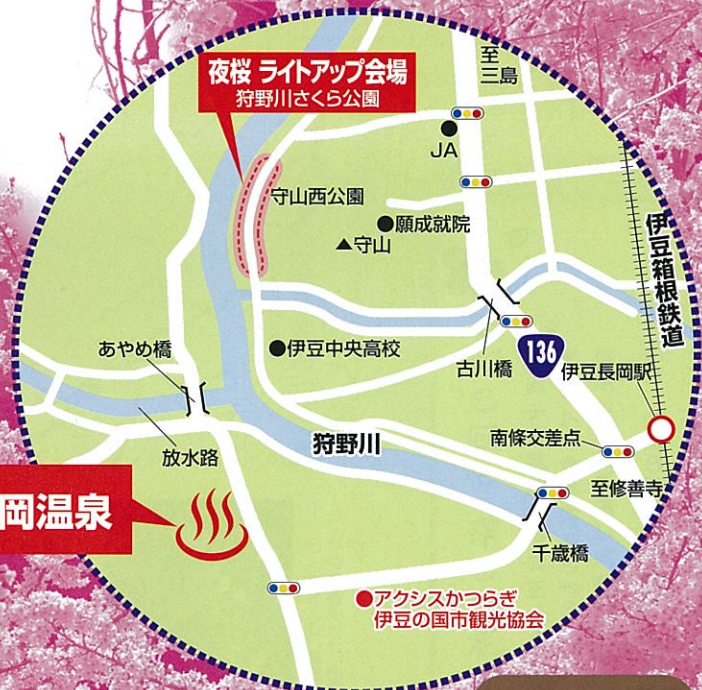 夜桜 ライトアップ会場
狩野川さくら公園
至
三島
JA
守山西公園
願成就院
守山
伊豆箱根鉄道
あやめ橋
伊豆中央高校
古川橋
136
伊豆長岡駅
放水路
狩野川
南條交差点
至修善寺
岡温泉
千歳橋
アクシスかつらぎ
伊豆の国市観光協会